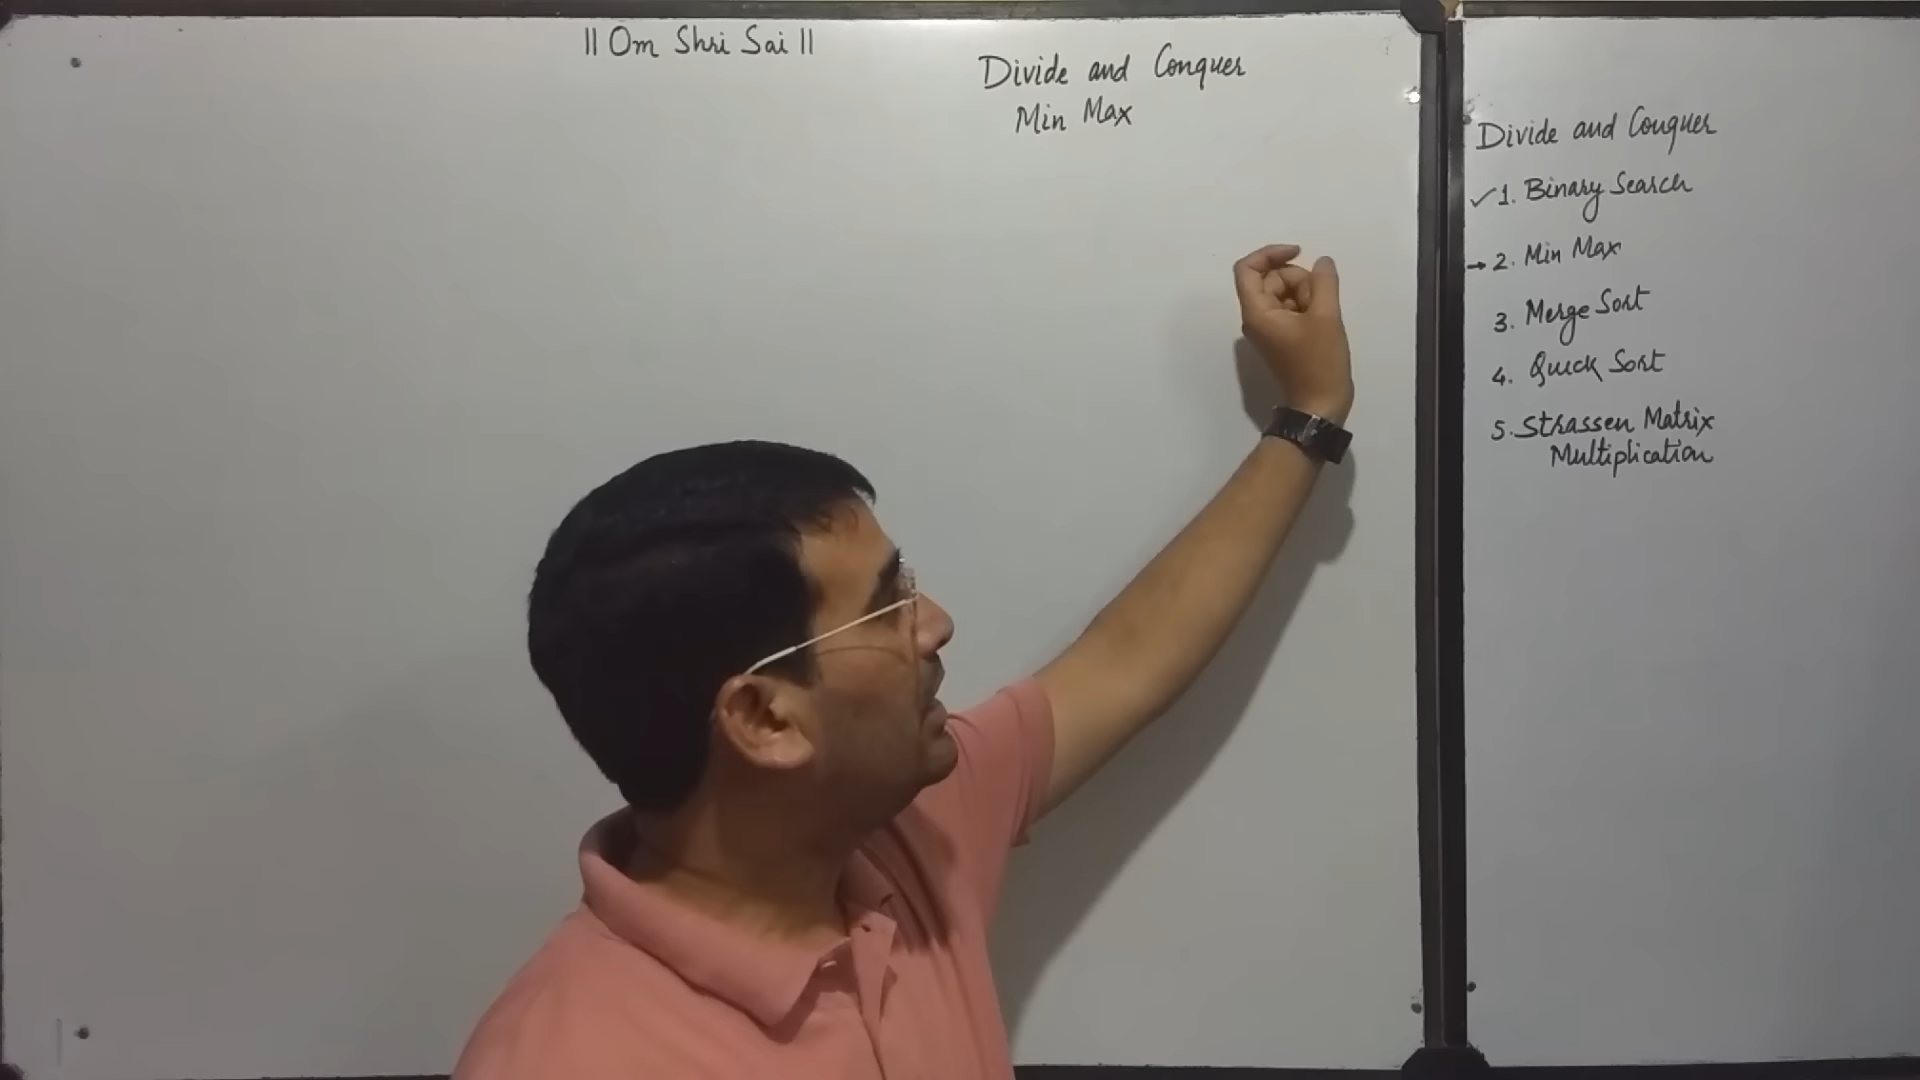 || Om Shri Sai ||
Divide and Conquer
Min Max
Divide and Conquer
✓ 1. Binary Search
→ 2. Min Max
3. Merge Sort
4. Quick Sort
5. Strassen Matrix
Multiplication